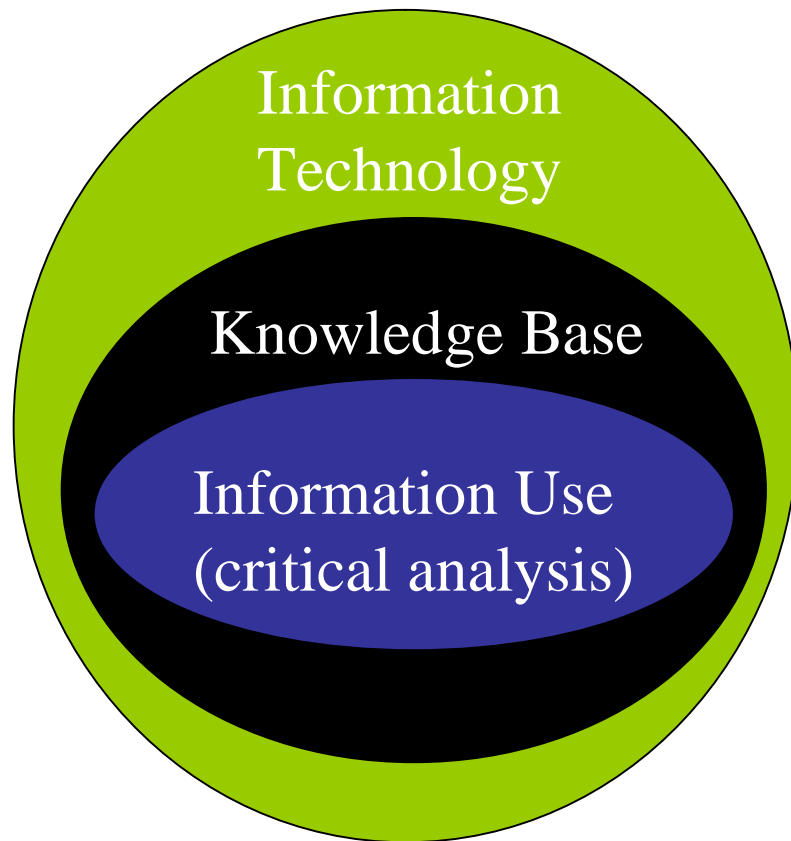 Information
Technology
Knowledge Base
Information Use
(critical analysis)